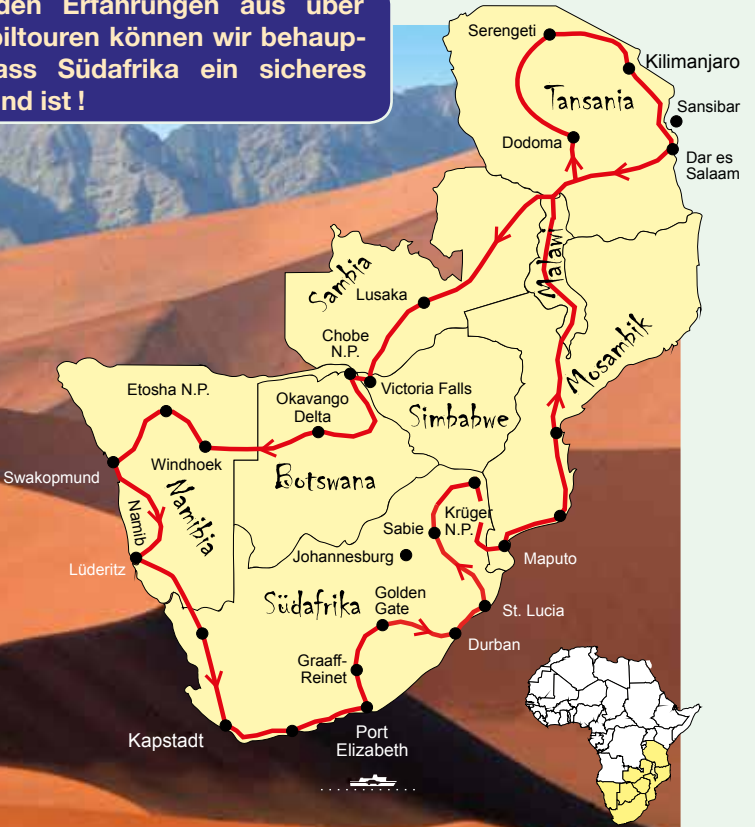 den Erfahrungen aus über
iltouren können wir behaup-
ass Südafrika ein sicheres
nd ist !
Serengeti
Kilimanjaro
Tansania
Sansibar
Dodoma
Dar es
Salaam
Sambia
Malawi
Lusaka
Mosambik
Chobe
N.P.
Victoria Falls
Etosha N.P.
Okavango
Delta
Simbabwe
Windhoek
Swakopmund
Botswana
Namib
Namibia
Krüger
N.P.
Sabie
Johannesburg
Maputo
Lüderitz
Südafrika
Golden
Gate
St. Lucia
Durban
Graaff-
Reinet
Kapstadt
Port
Elizabeth